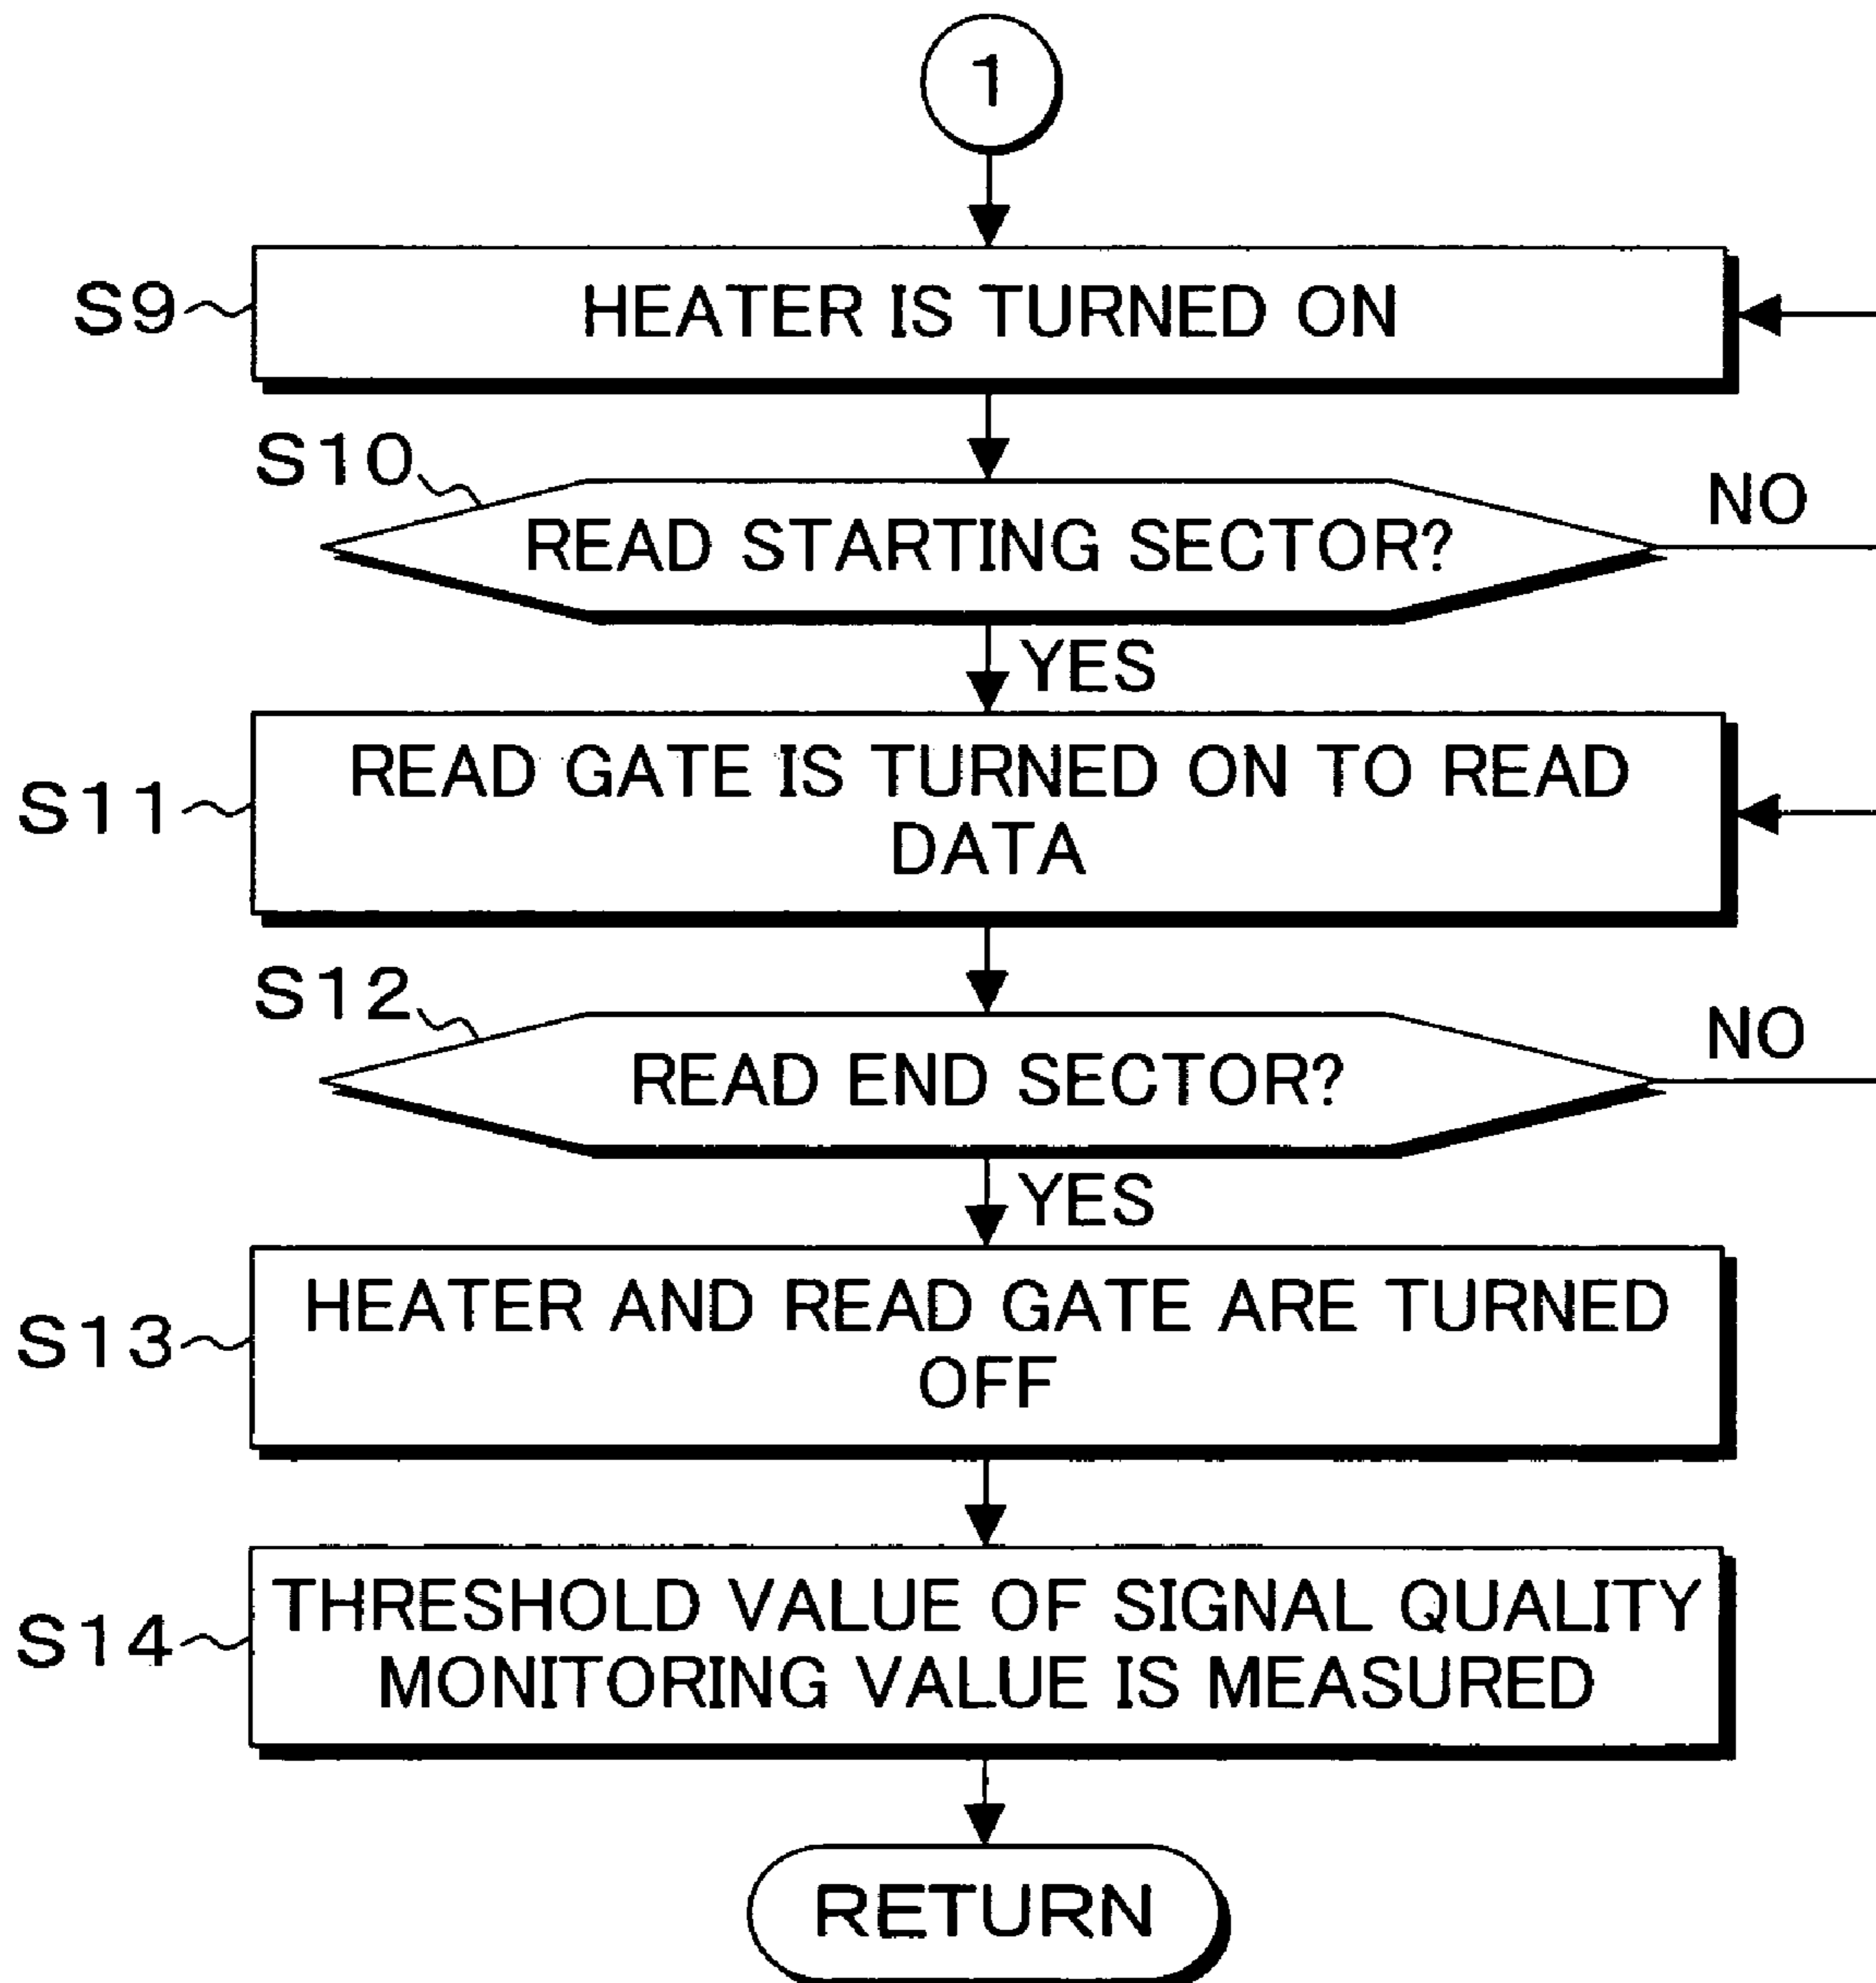 1
S9
HEATER IS TURNED ON
S10
READ STARTING SECTOR?
NO
YES
S11
READ GATE IS TURNED ON TO READ
DATA
S12
READ END SECTOR?
NO
YES
S13
HEATER AND READ GATE ARE TURNED
OFF
S14
THRESHOLD VALUE OF SIGNAL QUALITY
MONITORING VALUE IS MEASURED
RETURN